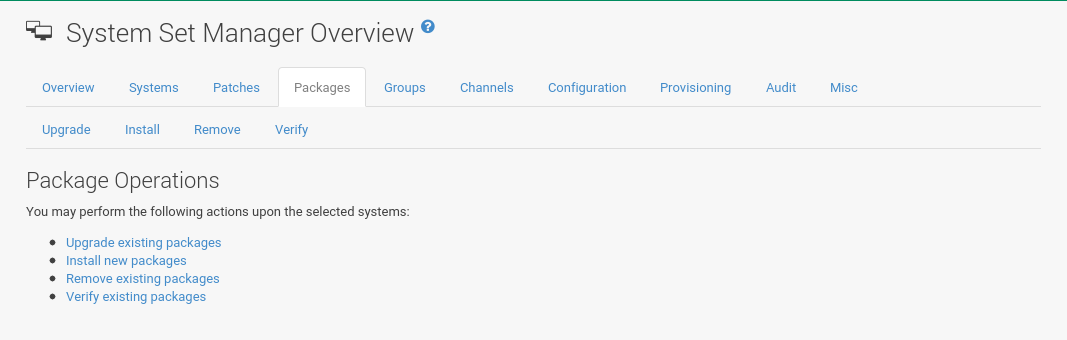 System Set Manager Overview ?
Overview Systems Patches Packages Groups Channels Configuration Provisioning Audit Misc
Upgrade Install Remove Verify
Package Operations
You may perform the following actions upon the selected systems:
Upgrade existing packages
Install new packages
Remove existing packages
Verify existing packages